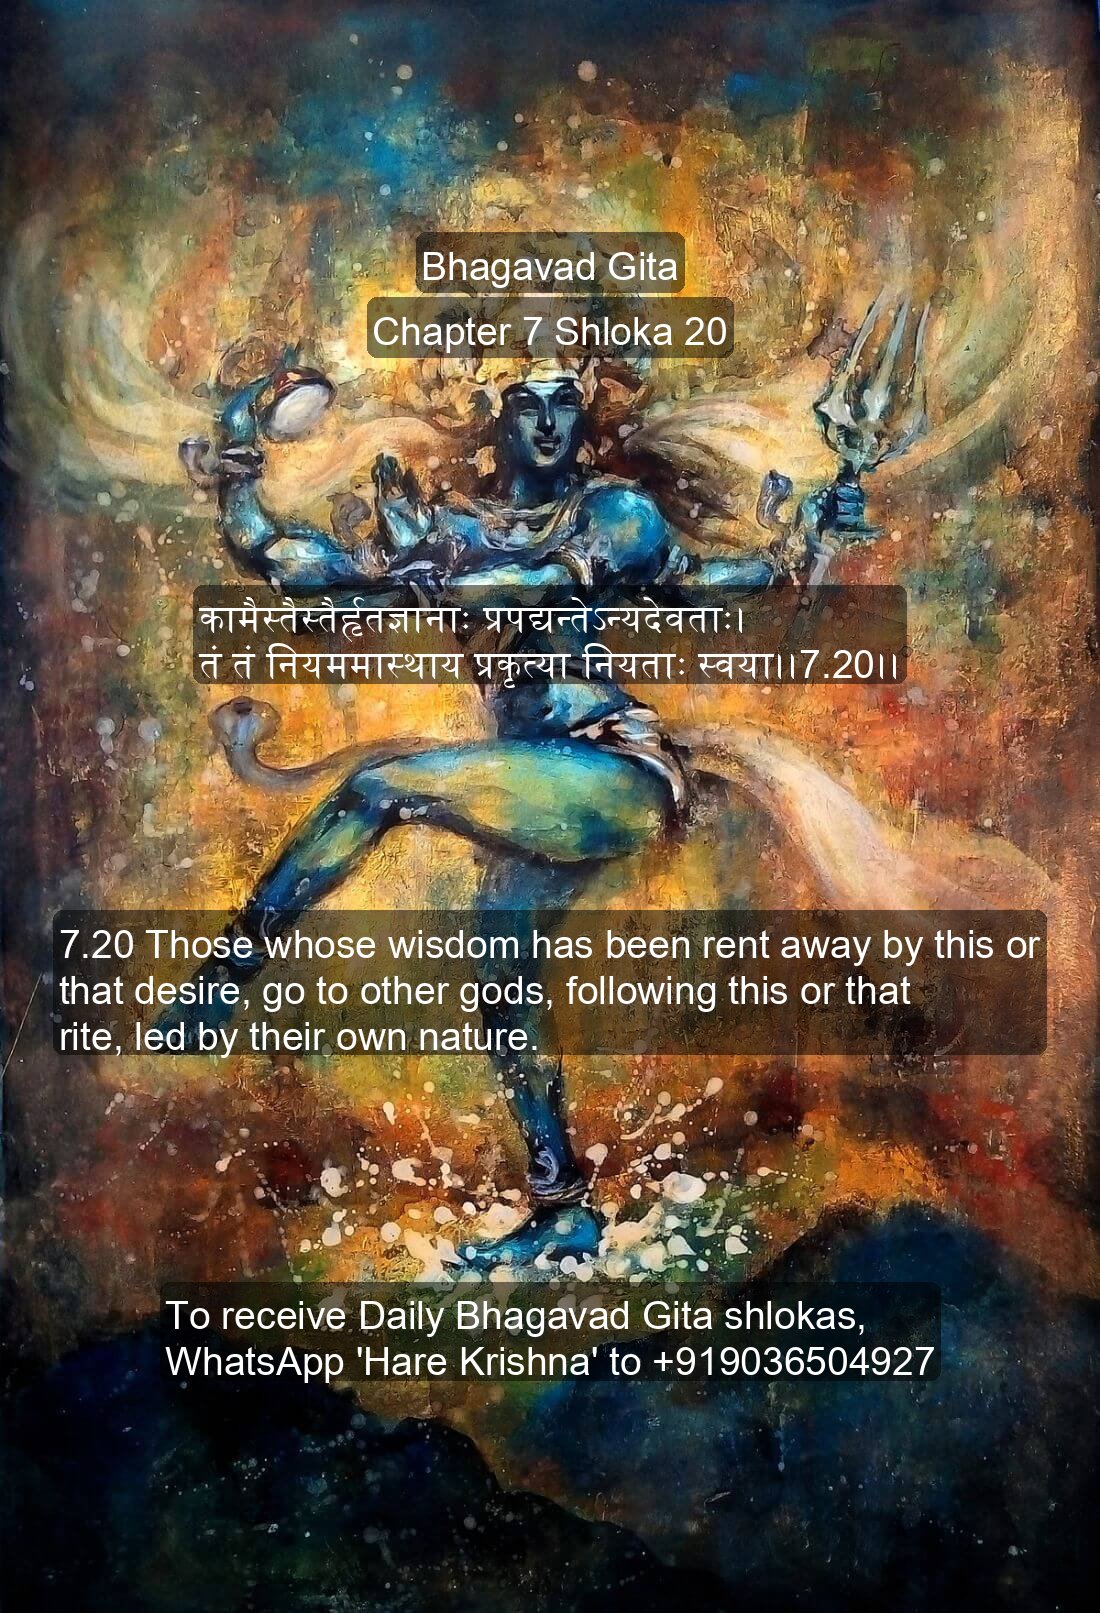 Bhagavad Gita
Chapter 7 Shloka 20
कामैस्तैस्तैर्हृतज्ञानाः प्रपद्यन्तेऽन्यदेवताः।
तं तं नियममास्थाय प्रकृत्या नियताः स्वया।।7.20।।
7.20 Those whose wisdom has been rent away by this or
that desire, go to other gods, following this or that
rite, led by their own nature.
To receive Daily Bhagavad Gita shlokas,
WhatsApp 'Hare Krishna' to +919036504927